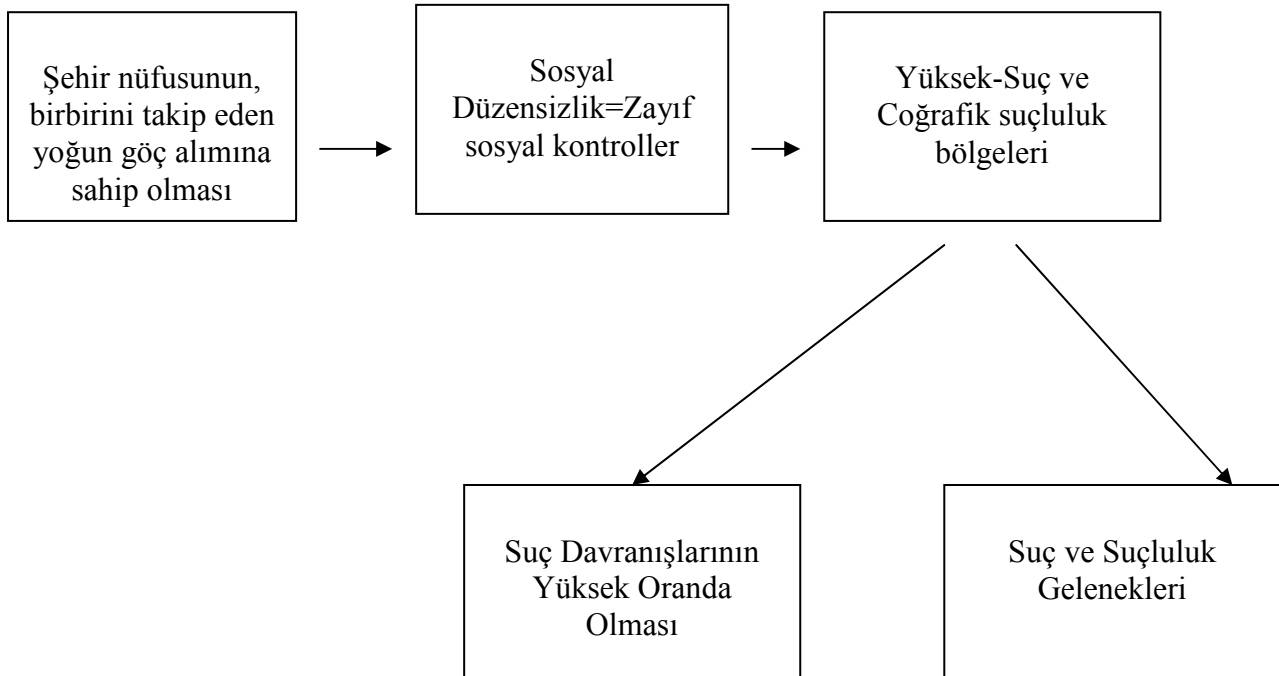 Şehir nüfusunun,
birbirini takip eden
yoğun göç alımına
sahip olması
Sosyal
Düzensizlik=Zayıf
sosyal kontroller
Yüksek-Suç ve
Coğrafik suçluluk
bölgeleri
Suç Davranışlarının
Yüksek Oranda
Olması
Suç ve Suçluluk
Gelenekleri